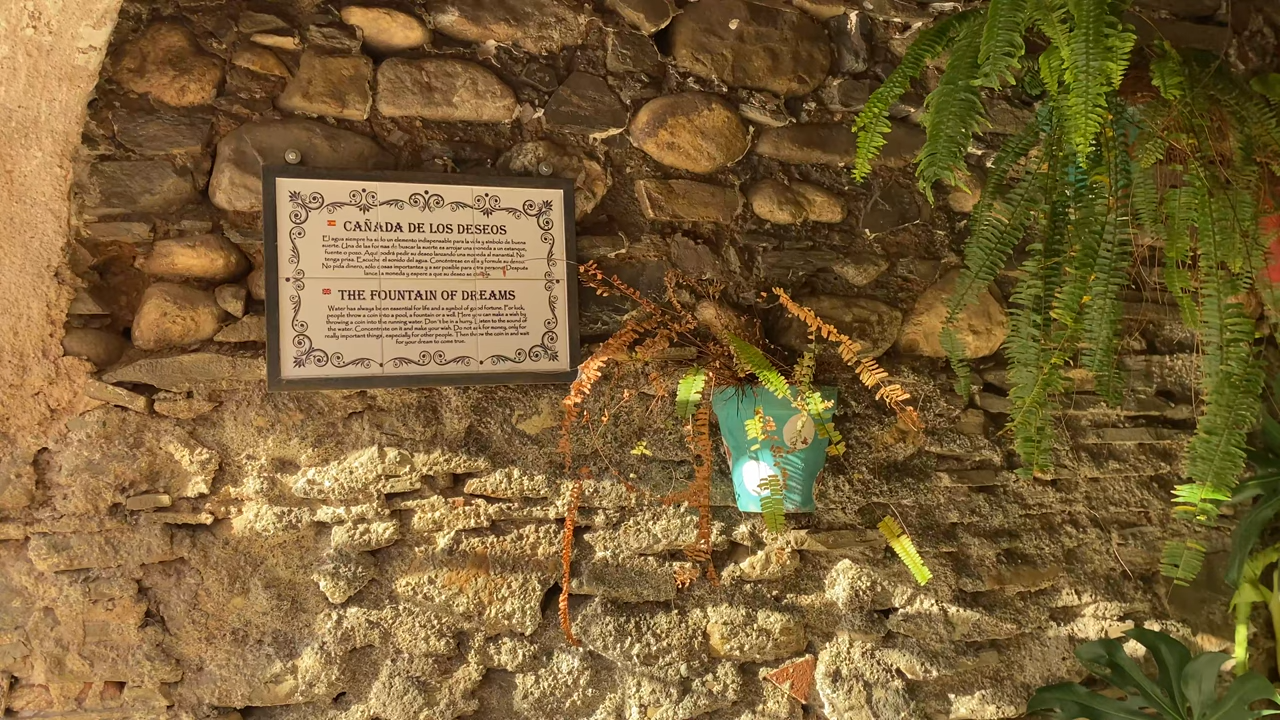 CAÑADA DE LOS DESEOS
El agua siempre ha sido un elemento indispensable para la vida y símbolo de buena
suerte. Una de las formas de buscar la suerte es arrojar una moneda a un estanque,
fuente o pozo. Aquí podrá pedir su deseo lanzando una moneda al manantial. No
tenga prisa. Escuche el sonido del agua. Concéntrese en ella y formule su deseo.
No pida dinero, sólo cosas importantes y a ser posible para otra persona. Después
lance la moneda y espere a que su deseo se cumpla.
THE FOUNTAIN OF DREAMS
Water has always been essential for life and a symbol of good fortune. For luck,
people throw a coin into a pool, a fountain or a well. Here you can make a wish by
throwing a coin into the running water. Don't be in a hurry. Listen to the sound of
the water. Concentrate on it and make your wish. Do not ask for money, only for
really important things, especially for other people. Then throw the coin and wait
for your dream to come true.